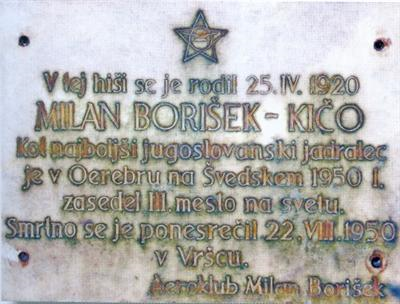 V tej hiši se je rodil 25. IV. 1920
MILAN BORIŠEK - KIČO
Kot najboljši jugoslovanski jadralec
je v Oerebru na Švedskem 1950 l.
zasedel III. mesto na svetu.
Smrtno se je ponesrečil 22. VIII. 1950
v Vršcu.
Aeroklub Milan Borišek